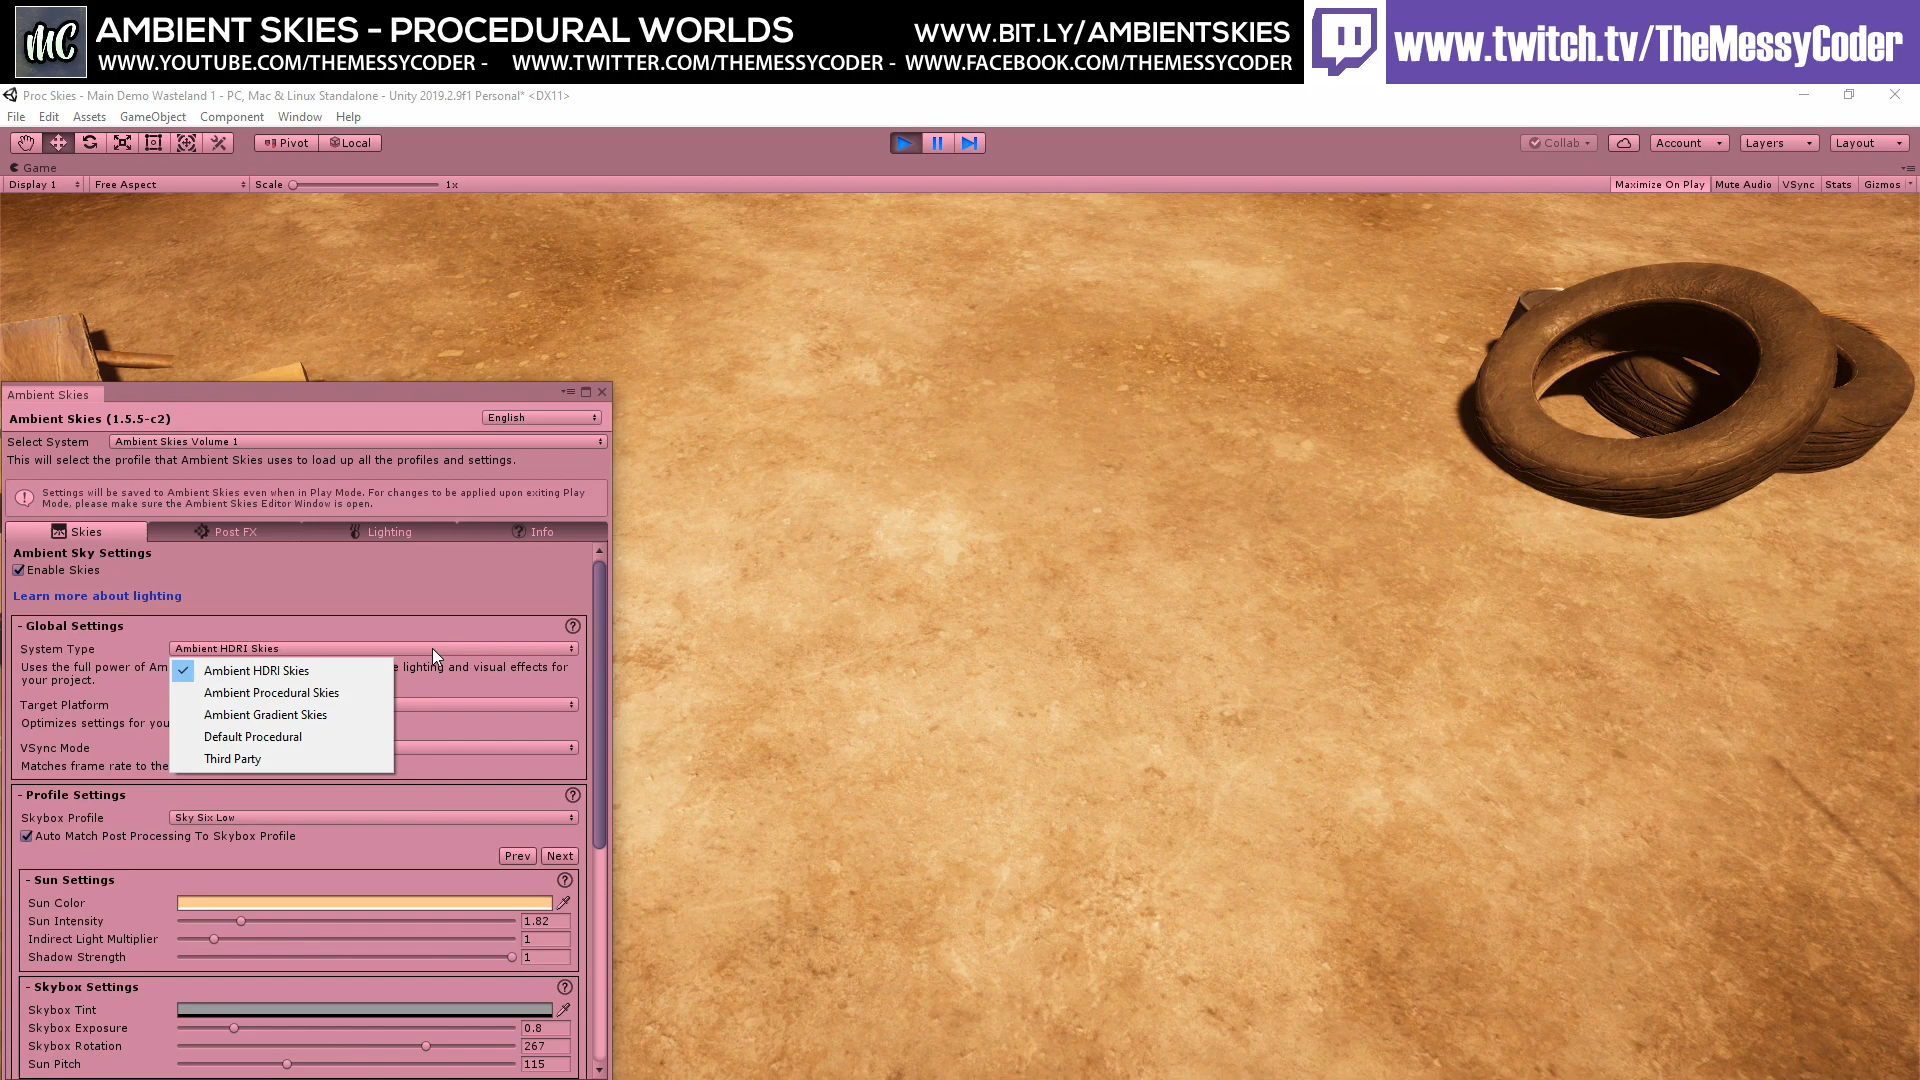 MC
AMBIENT SKIES - PROCEDURAL WORLDS
WWW.BIT.LY/AMBIENTSKIES
WWW.YOUTUBE.COM/THEMESSYCODER - WWW.TWITTER.COM/THEMESSYCODER - WWW.FACEBOOK.COM/THEMESSYCODER
www.twitch.tv/TheMessyCoder
Proc Skies - Main Demo Wasteland 1 - PC, Mac & Linux Standalone - Unity 2019.2.9f1 Personal* <DX11>
File Edit Assets GameObject Component Window Help
Pivot Local
Collab Account Layers Layout
Game
Display 1 Free Aspect Scale 1x
Maximize On Play Mute Audio VSync Stats Gizmos
Ambient Skies
Ambient Skies (1.5.5-c2) English
Select System Ambient Skies Volume 1
This will select the profile that Ambient Skies uses to load up all the profiles and settings.
Settings will be saved to Ambient Skies even when in Play Mode. For changes to be applied upon exiting Play
Mode, please make sure the Ambient Skies Editor Window is open.
Skies Post FX Lighting Info
Ambient Sky Settings
Enable Skies
Learn more about lighting
- Global Settings
System Type Ambient HDRI Skies
Uses the full power of Am lighting and visual effects for
your project.
Ambient HDRI Skies
Ambient Procedural Skies
Ambient Gradient Skies
Default Procedural
Third Party
Target Platform
Optimizes settings for you
VSync Mode
Matches frame rate to the
- Profile Settings
Skybox Profile Sky Six Low
Auto Match Post Processing To Skybox Profile
Prev Next
- Sun Settings
Sun Color
Sun Intensity 1.82
Indirect Light Multiplier 1
Shadow Strength 1
- Skybox Settings
Skybox Tint
Skybox Exposure 0.8
Skybox Rotation 267
Sun Pitch 115